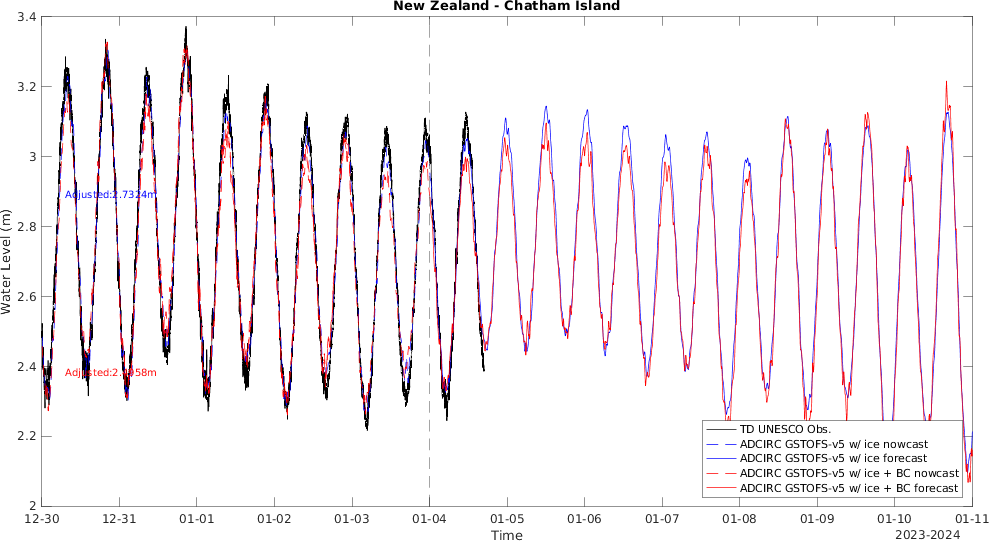 New Zealand - Chatham Island
3.4
3.2
3
2.8
2.6
2.4
2.2
2
Water Level (m)
Adjusted:2.7324m
12-30
12-31
01-01
01-02
01-03
01-04
01-05
01-06
01-07
01-08
01-09
01-10
01-11
Time
2023-2024
TD UNESCO Obs.
ADCIRC GSTOFS-v5 w/ ice nowcast
ADCIRC GSTOFS-v5 w/ ice forecast
ADCIRC GSTOFS-v5 w/ ice + BC nowcast
ADCIRC GSTOFS-v5 w/ ice + BC forecast